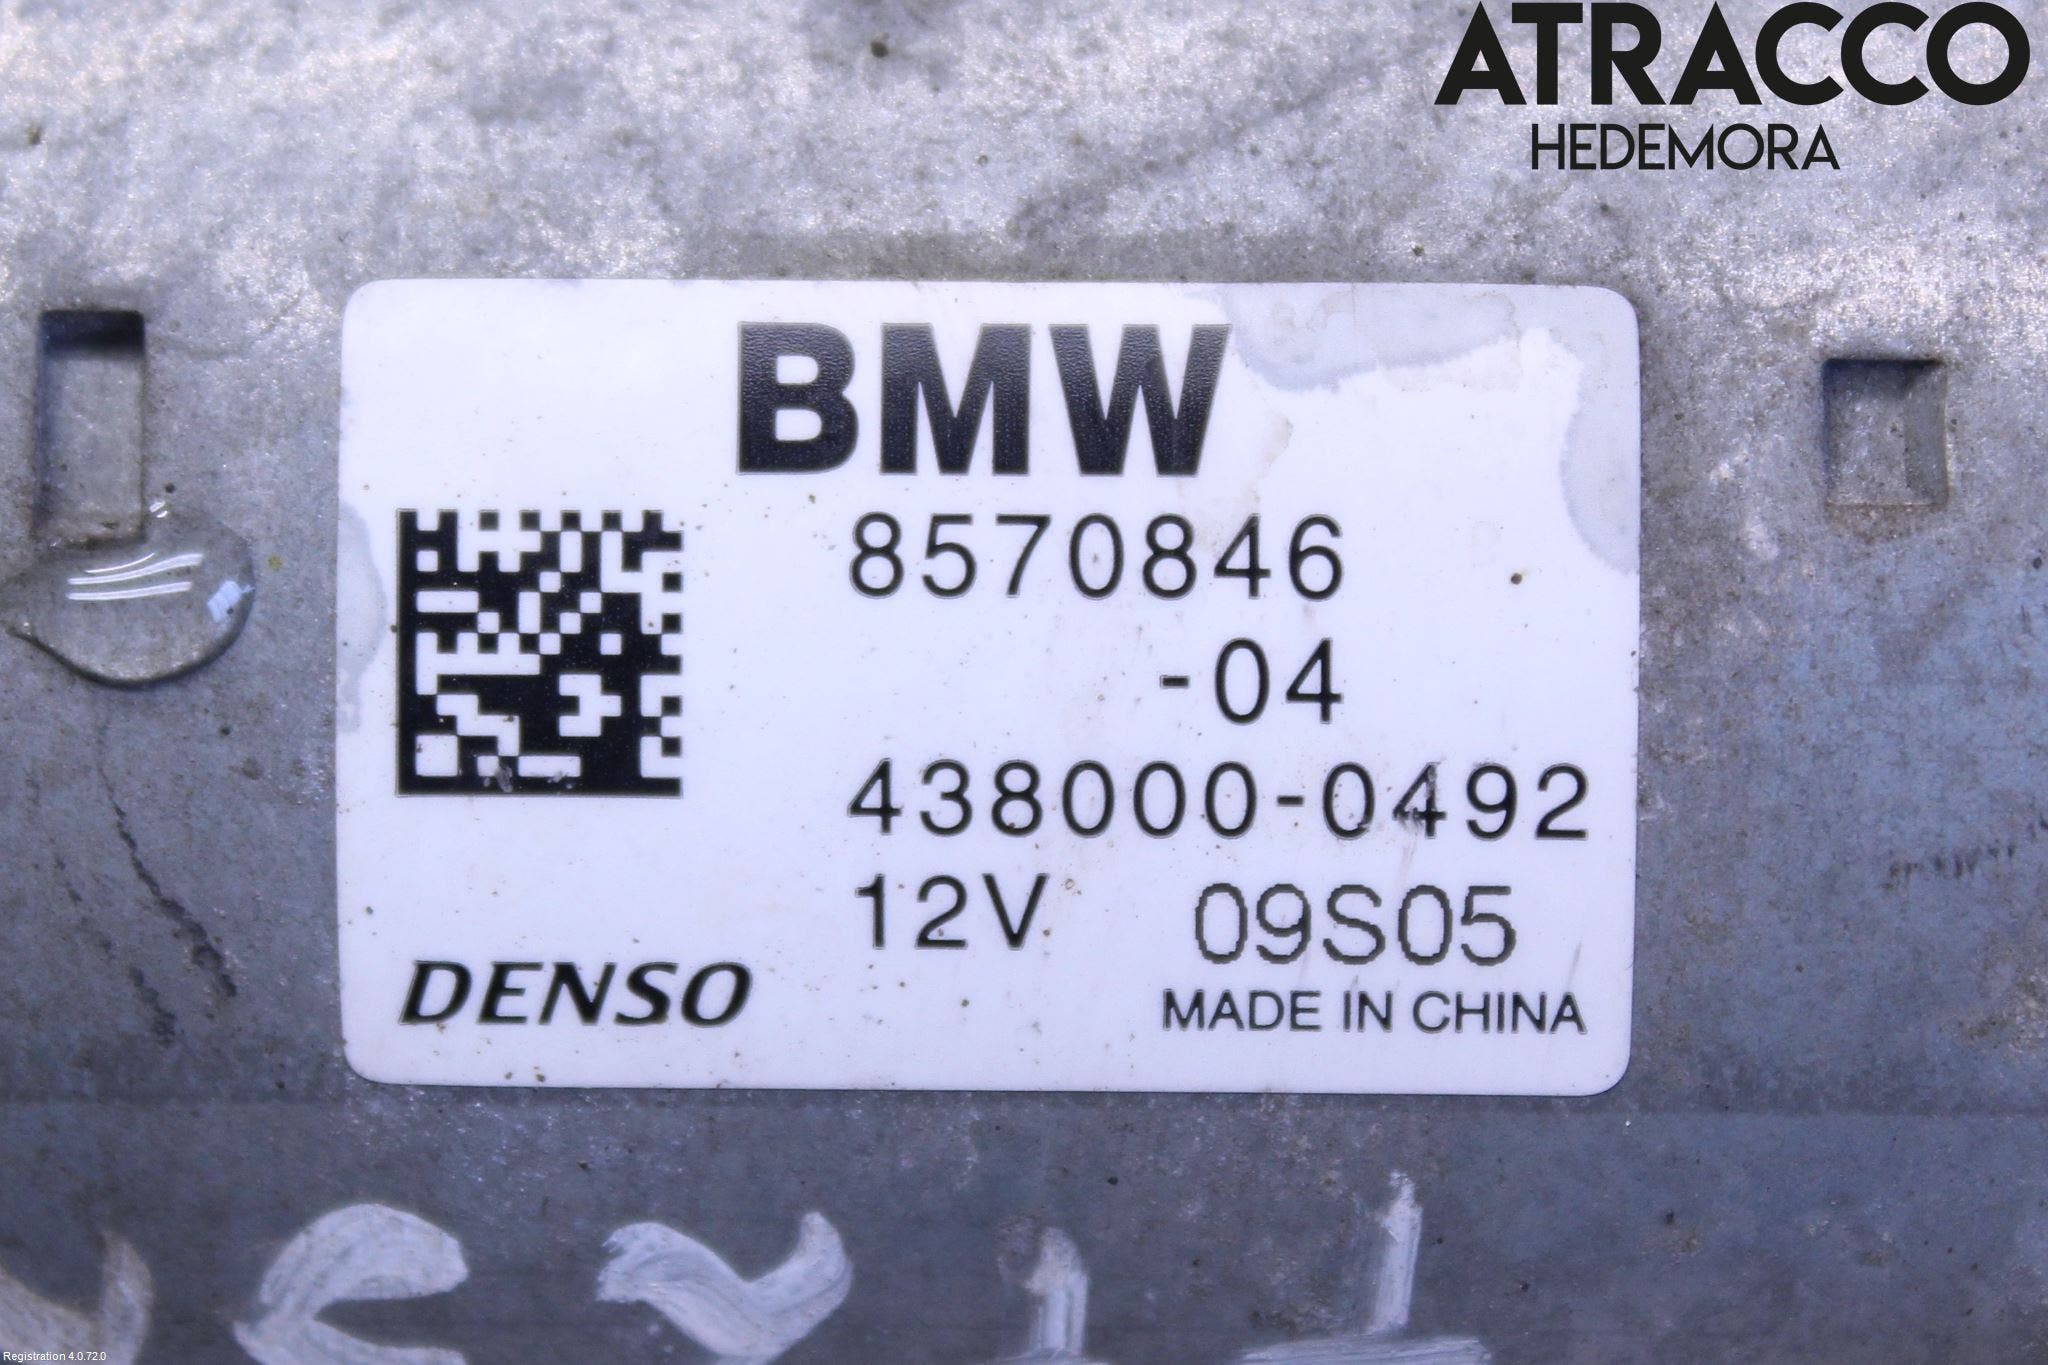 ATRACCO
HEDEMORA
BMW
8570846
-04
438000-0492
12V 09S05
DENSO MADE IN CHINA
Registration 4.0.72.0